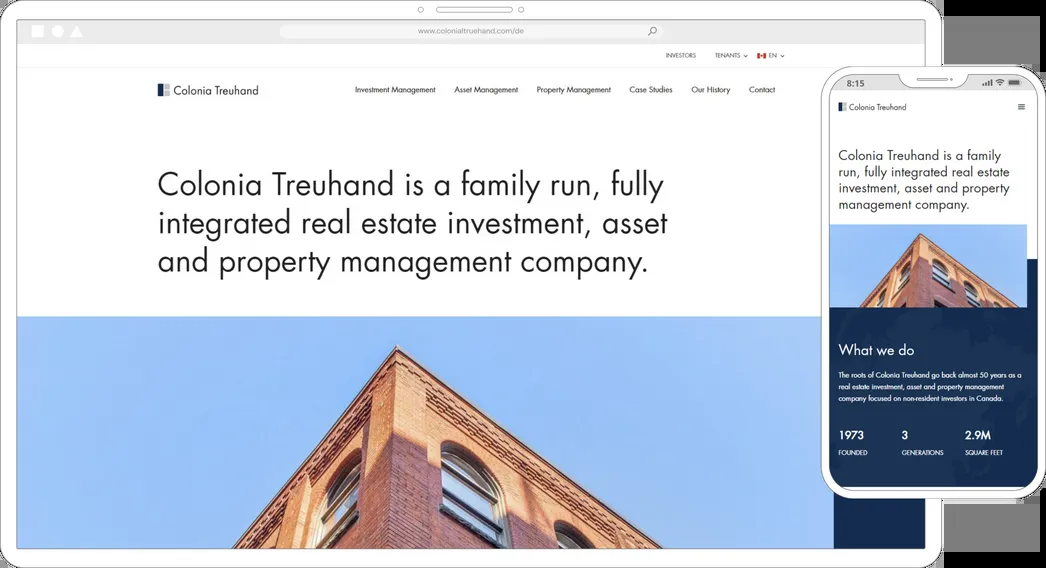 www.colonialtruehand.com/de
INVESTORS TENANTS EN
Colonia Treuhand
Investment Management Asset Management Property Management Case Studies Our History Contact
Colonia Treuhand is a family run, fully
integrated real estate investment, asset
and property management company.
8:15
Colonia Treuhand
Colonia Treuhand is a family
run, fully integrated real estate
investment, asset and property
management company.
What we do
The roots of Colonia Treuhand go back almost 50 years as a
real estate investment, asset and property management
company focused on non-resident investors in Canada.
1973 3 2.9M
FOUNDED GENERATIONS SQUARE FEET